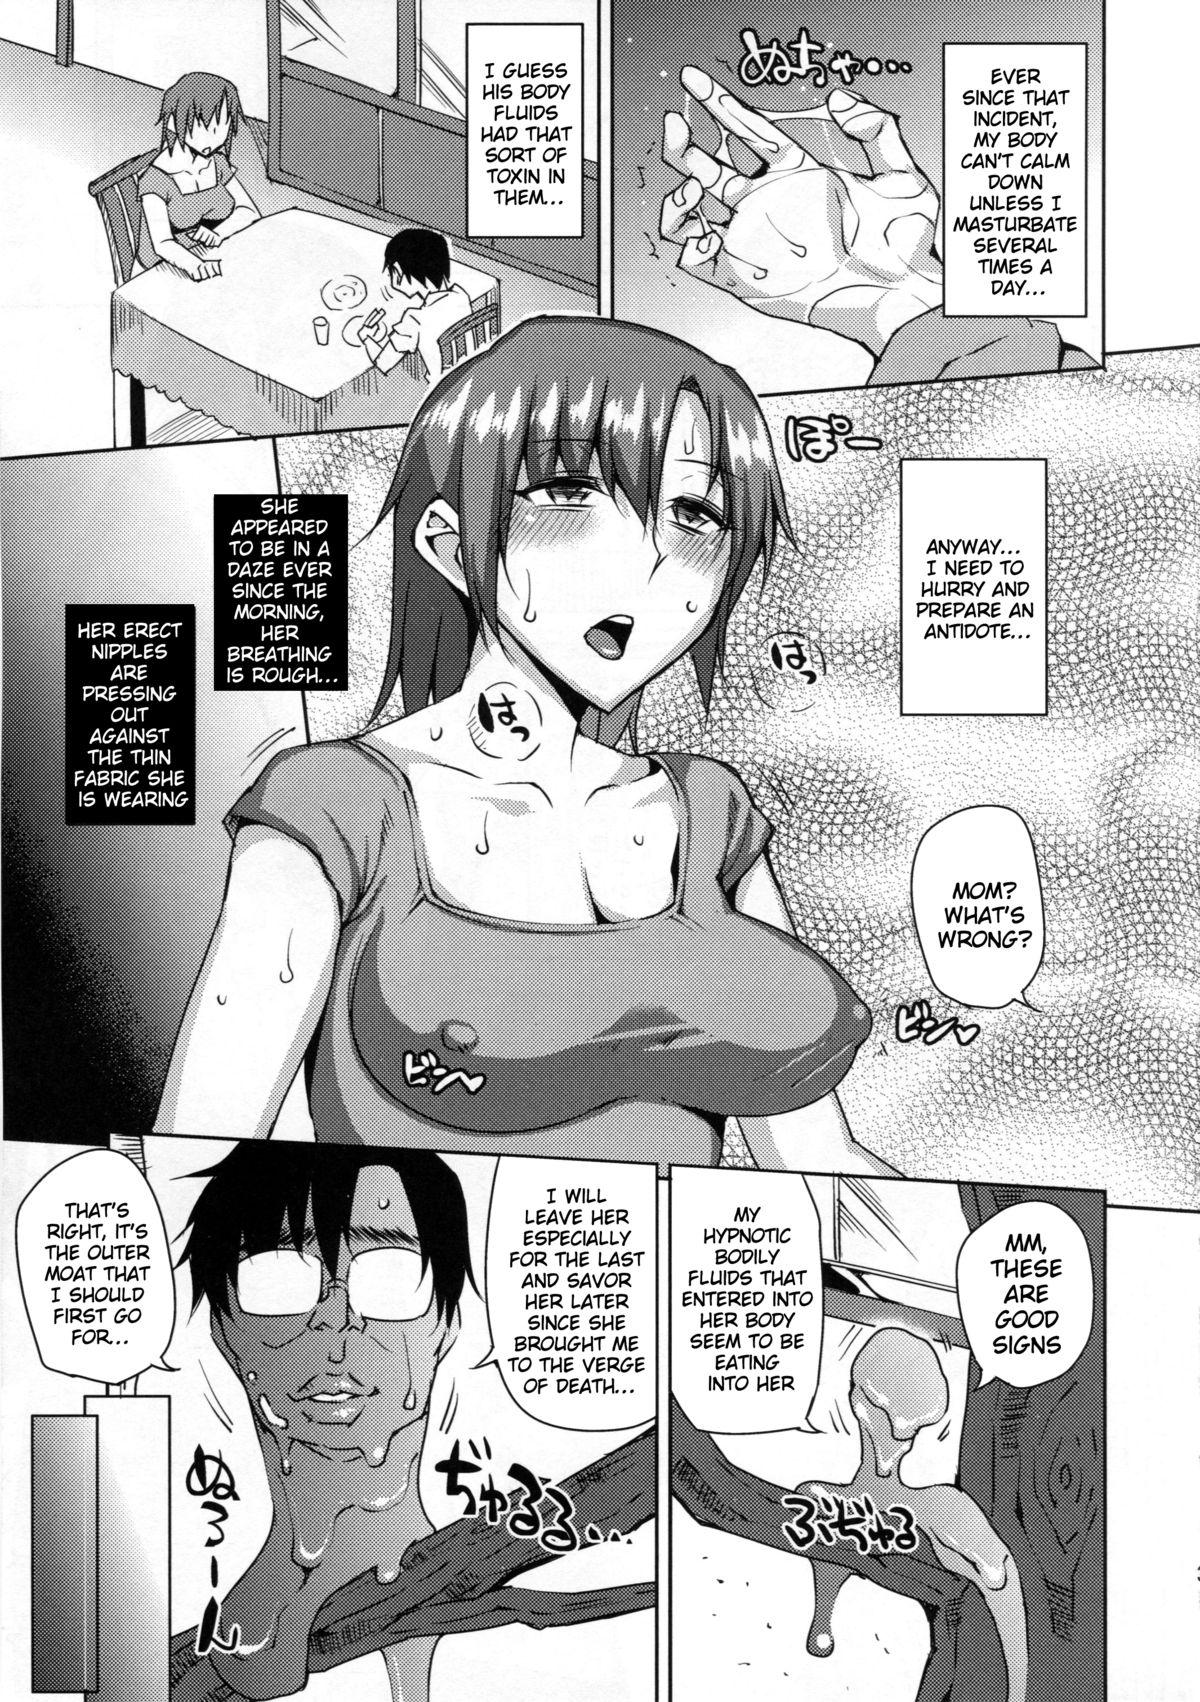 EVER
SINCE THAT
INCIDENT,
MY BODY
CAN'T CALM
DOWN
UNLESS I
MASTURBATE
SEVERAL
TIMES A
DAY...
ぬちゃ・・・
I GUESS
HIS BODY
FLUIDS
HAD THAT
SORT OF
TOXIN IN
THEM...
ぽー
ANYWAY...
I NEED TO
HURRY AND
PREPARE AN
ANTIDOTE...
はっ
はっ
SHE
APPEARED
TO BE IN A
DAZE EVER
SINCE THE
MORNING,
HER
BREATHING
IS ROUGH...
HER ERECT
NIPPLES
ARE
PRESSING
OUT
AGAINST
THE THIN
FABRIC SHE
IS WEARING
MOM?
WHAT'S
WRONG?
ビン♥
ビン♥
MM,
THESE
ARE
GOOD
SIGNS
MY
HYPNOTIC
BODILY
FLUIDS THAT
ENTERED INTO
HER BODY
SEEM TO BE
EATING
INTO HER
ぶぢゅる
I WILL
LEAVE HER
ESPECIALLY
FOR THE LAST
AND SAVOR
HER LATER
SINCE SHE
BROUGHT ME
TO THE VERGE
OF DEATH...
ぢゅるる・・・
THAT'S
RIGHT, IT'S
THE OUTER
MOAT THAT
I SHOULD
FIRST GO
FOR...
ぬろーん